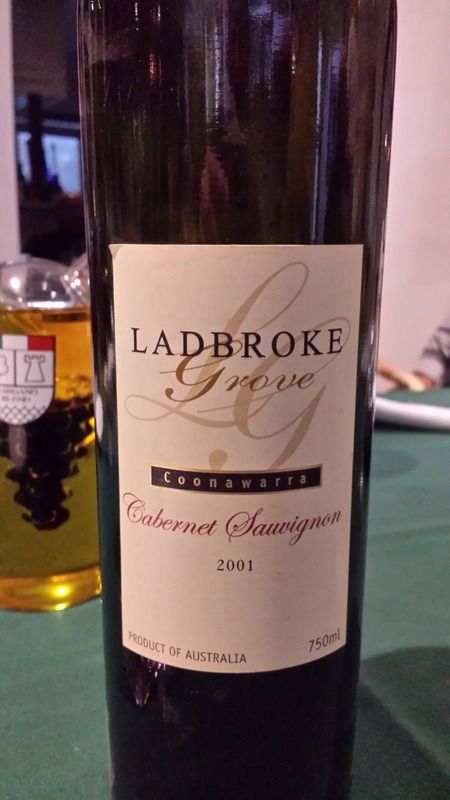 LADBROKE
Grove
LG
Coonawarra
Cabernet Sauvignon
2001
PRODUCT OF AUSTRALIA
750ml